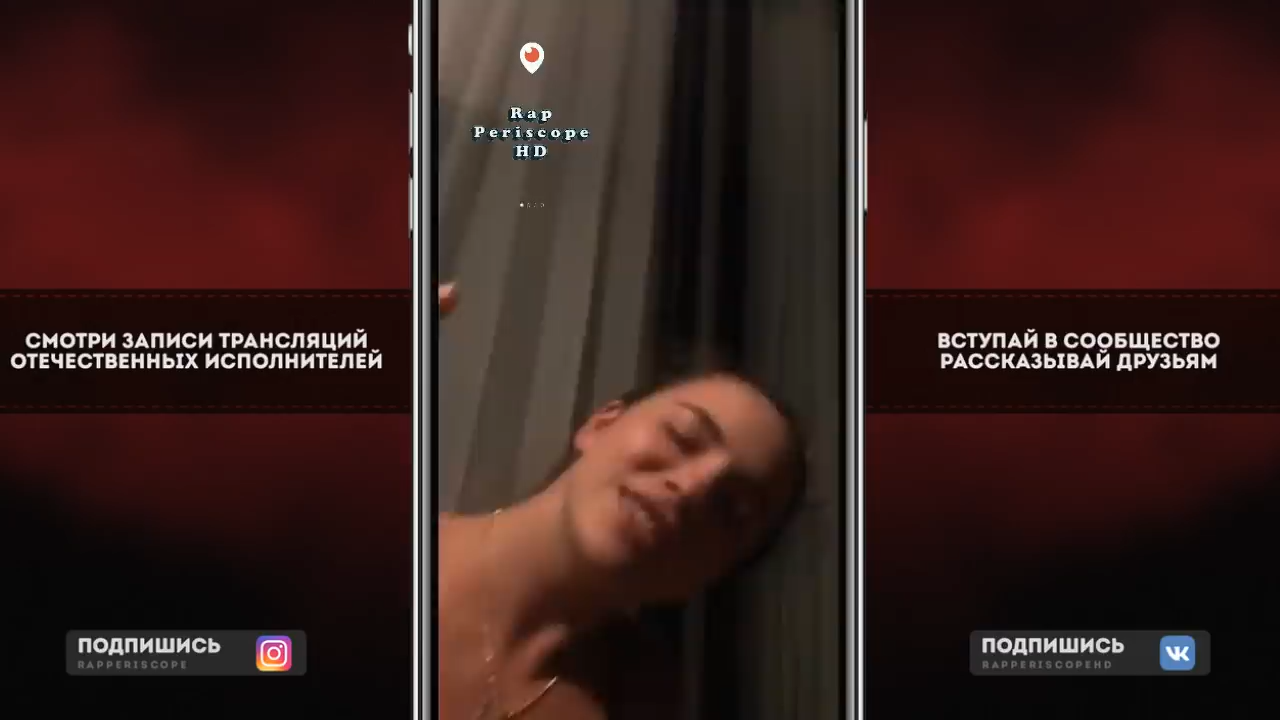 Rap
Periscope
HD
СМОТРИ ЗАПИСИ ТРАНСЛЯЦИЙ
ОТЕЧЕСТВЕННЫХ ИСПОЛНИТЕЛЕЙ
ВСТУПАЙ В СООБЩЕСТВО
РАССКАЗЫВАЙ ДРУЗЬЯМ
ПОДПИШИСЬ
RAPPERISCOPE
ПОДПИШИСЬ
RAPPERISCOPEHD